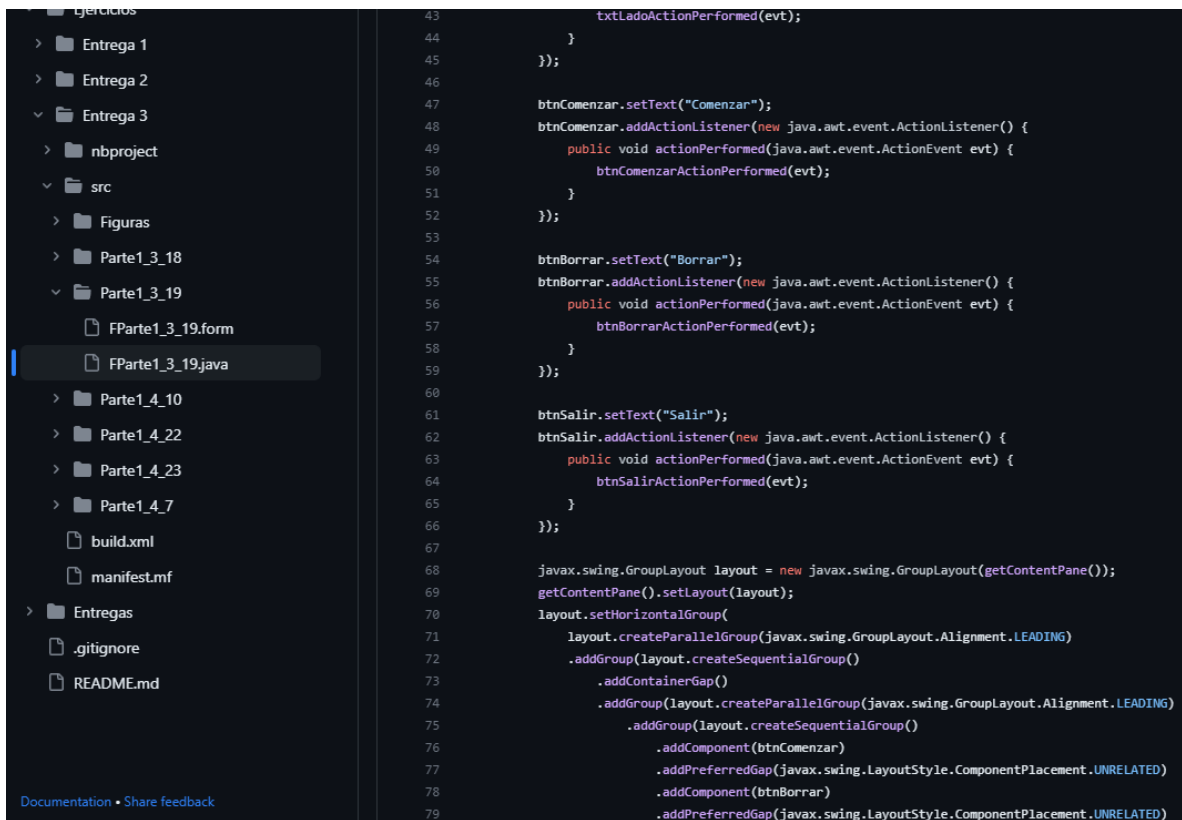 Ejercicios
Entrega 1
Entrega 2
Entrega 3
nbproject
src
Figuras
Parte1_3_18
Parte1_3_19
FParte1_3_19.form
FParte1_3_19.java
Parte1_4_10
Parte1_4_22
Parte1_4_23
Parte1_4_7
build.xml
manifest.mf
Entregas
.gitignore
README.md
Documentation • Share feedback
43 txtLadoActionPerformed(evt);
44 }
45 });
46
47 btnComenzar.setText("Comenzar");
48 btnComenzar.addActionListener(new java.awt.event.ActionListener() {
49 public void actionPerformed(java.awt.event.ActionEvent evt) {
50 btnComenzarActionPerformed(evt);
51 }
52 });
53
54 btnBorrar.setText("Borrar");
55 btnBorrar.addActionListener(new java.awt.event.ActionListener() {
56 public void actionPerformed(java.awt.event.ActionEvent evt) {
57 btnBorrarActionPerformed(evt);
58 }
59 });
60
61 btnSalir.setText("Salir");
62 btnSalir.addActionListener(new java.awt.event.ActionListener() {
63 public void actionPerformed(java.awt.event.ActionEvent evt) {
64 btnSalirActionPerformed(evt);
65 }
66 });
67
68 javax.swing.GroupLayout layout = new javax.swing.GroupLayout(getContentPane());
69 getContentPane().setLayout(layout);
70 layout.setHorizontalGroup(
71 layout.createParallelGroup(javax.swing.GroupLayout.Alignment.LEADING)
72 .addGroup(layout.createSequentialGroup()
73 .addContainerGap()
74 .addGroup(layout.createParallelGroup(javax.swing.GroupLayout.Alignment.LEADING)
75 .addGroup(layout.createSequentialGroup()
76 .addComponent(btnComenzar)
77 .addPreferredGap(javax.swing.LayoutStyle.ComponentPlacement.UNRELATED)
78 .addComponent(btnBorrar)
79 .addPreferredGap(javax.swing.LayoutStyle.ComponentPlacement.UNRELATED)